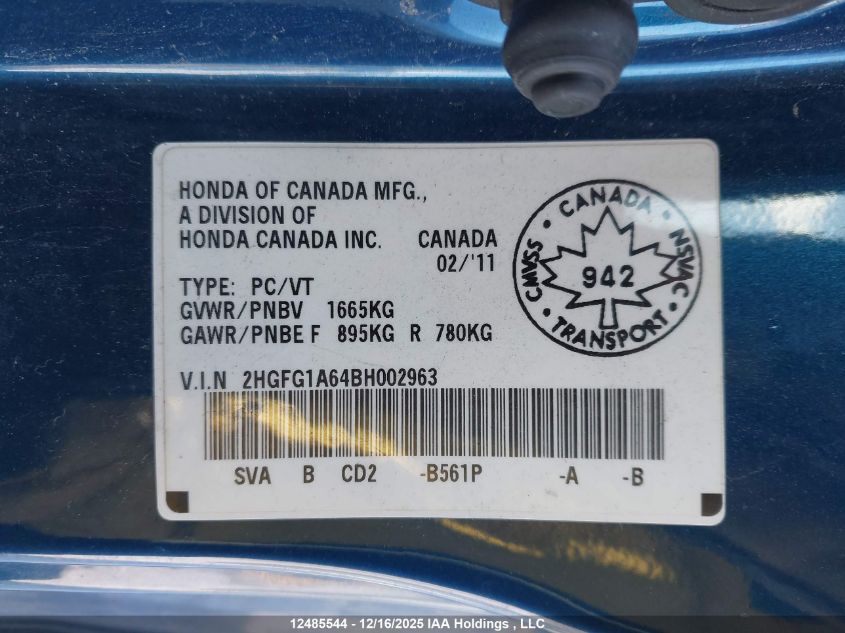 HONDA OF CANADA MFG.,
A DIVISION OF
HONDA CANADA INC. CANADA
02/'11
TYPE: PC/VT
GVWR/PNBV 1665KG
GAWR/PNBE F 895KG R 780KG
CANADA
CMVSS
942
NSVAC
TRANSPORT
V.I.N 2HGFG1A64BH002963
SVA B CD2 -B561P -A -B
12485544 - 12/16/2025 IAA Holdings , LLC